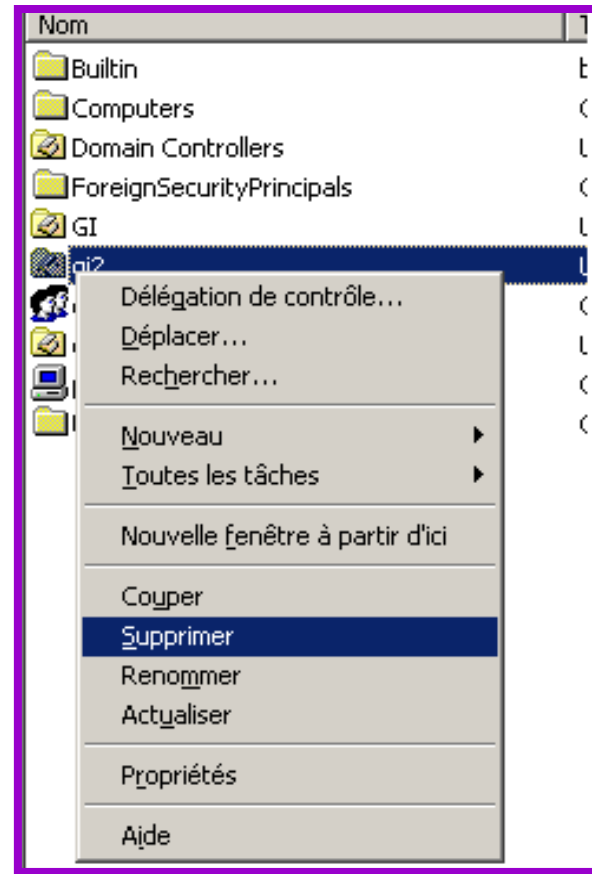 Nom
Builtin
Computers
Domain Controllers
ForeignSecurityPrincipals
GI
gi2
Délégation de contrôle...
Déplacer...
Rechercher...
Nouveau
Toutes les tâches
Nouvelle fenêtre à partir d'ici
Couper
Supprimer
Renommer
Actualiser
Propriétés
Aide